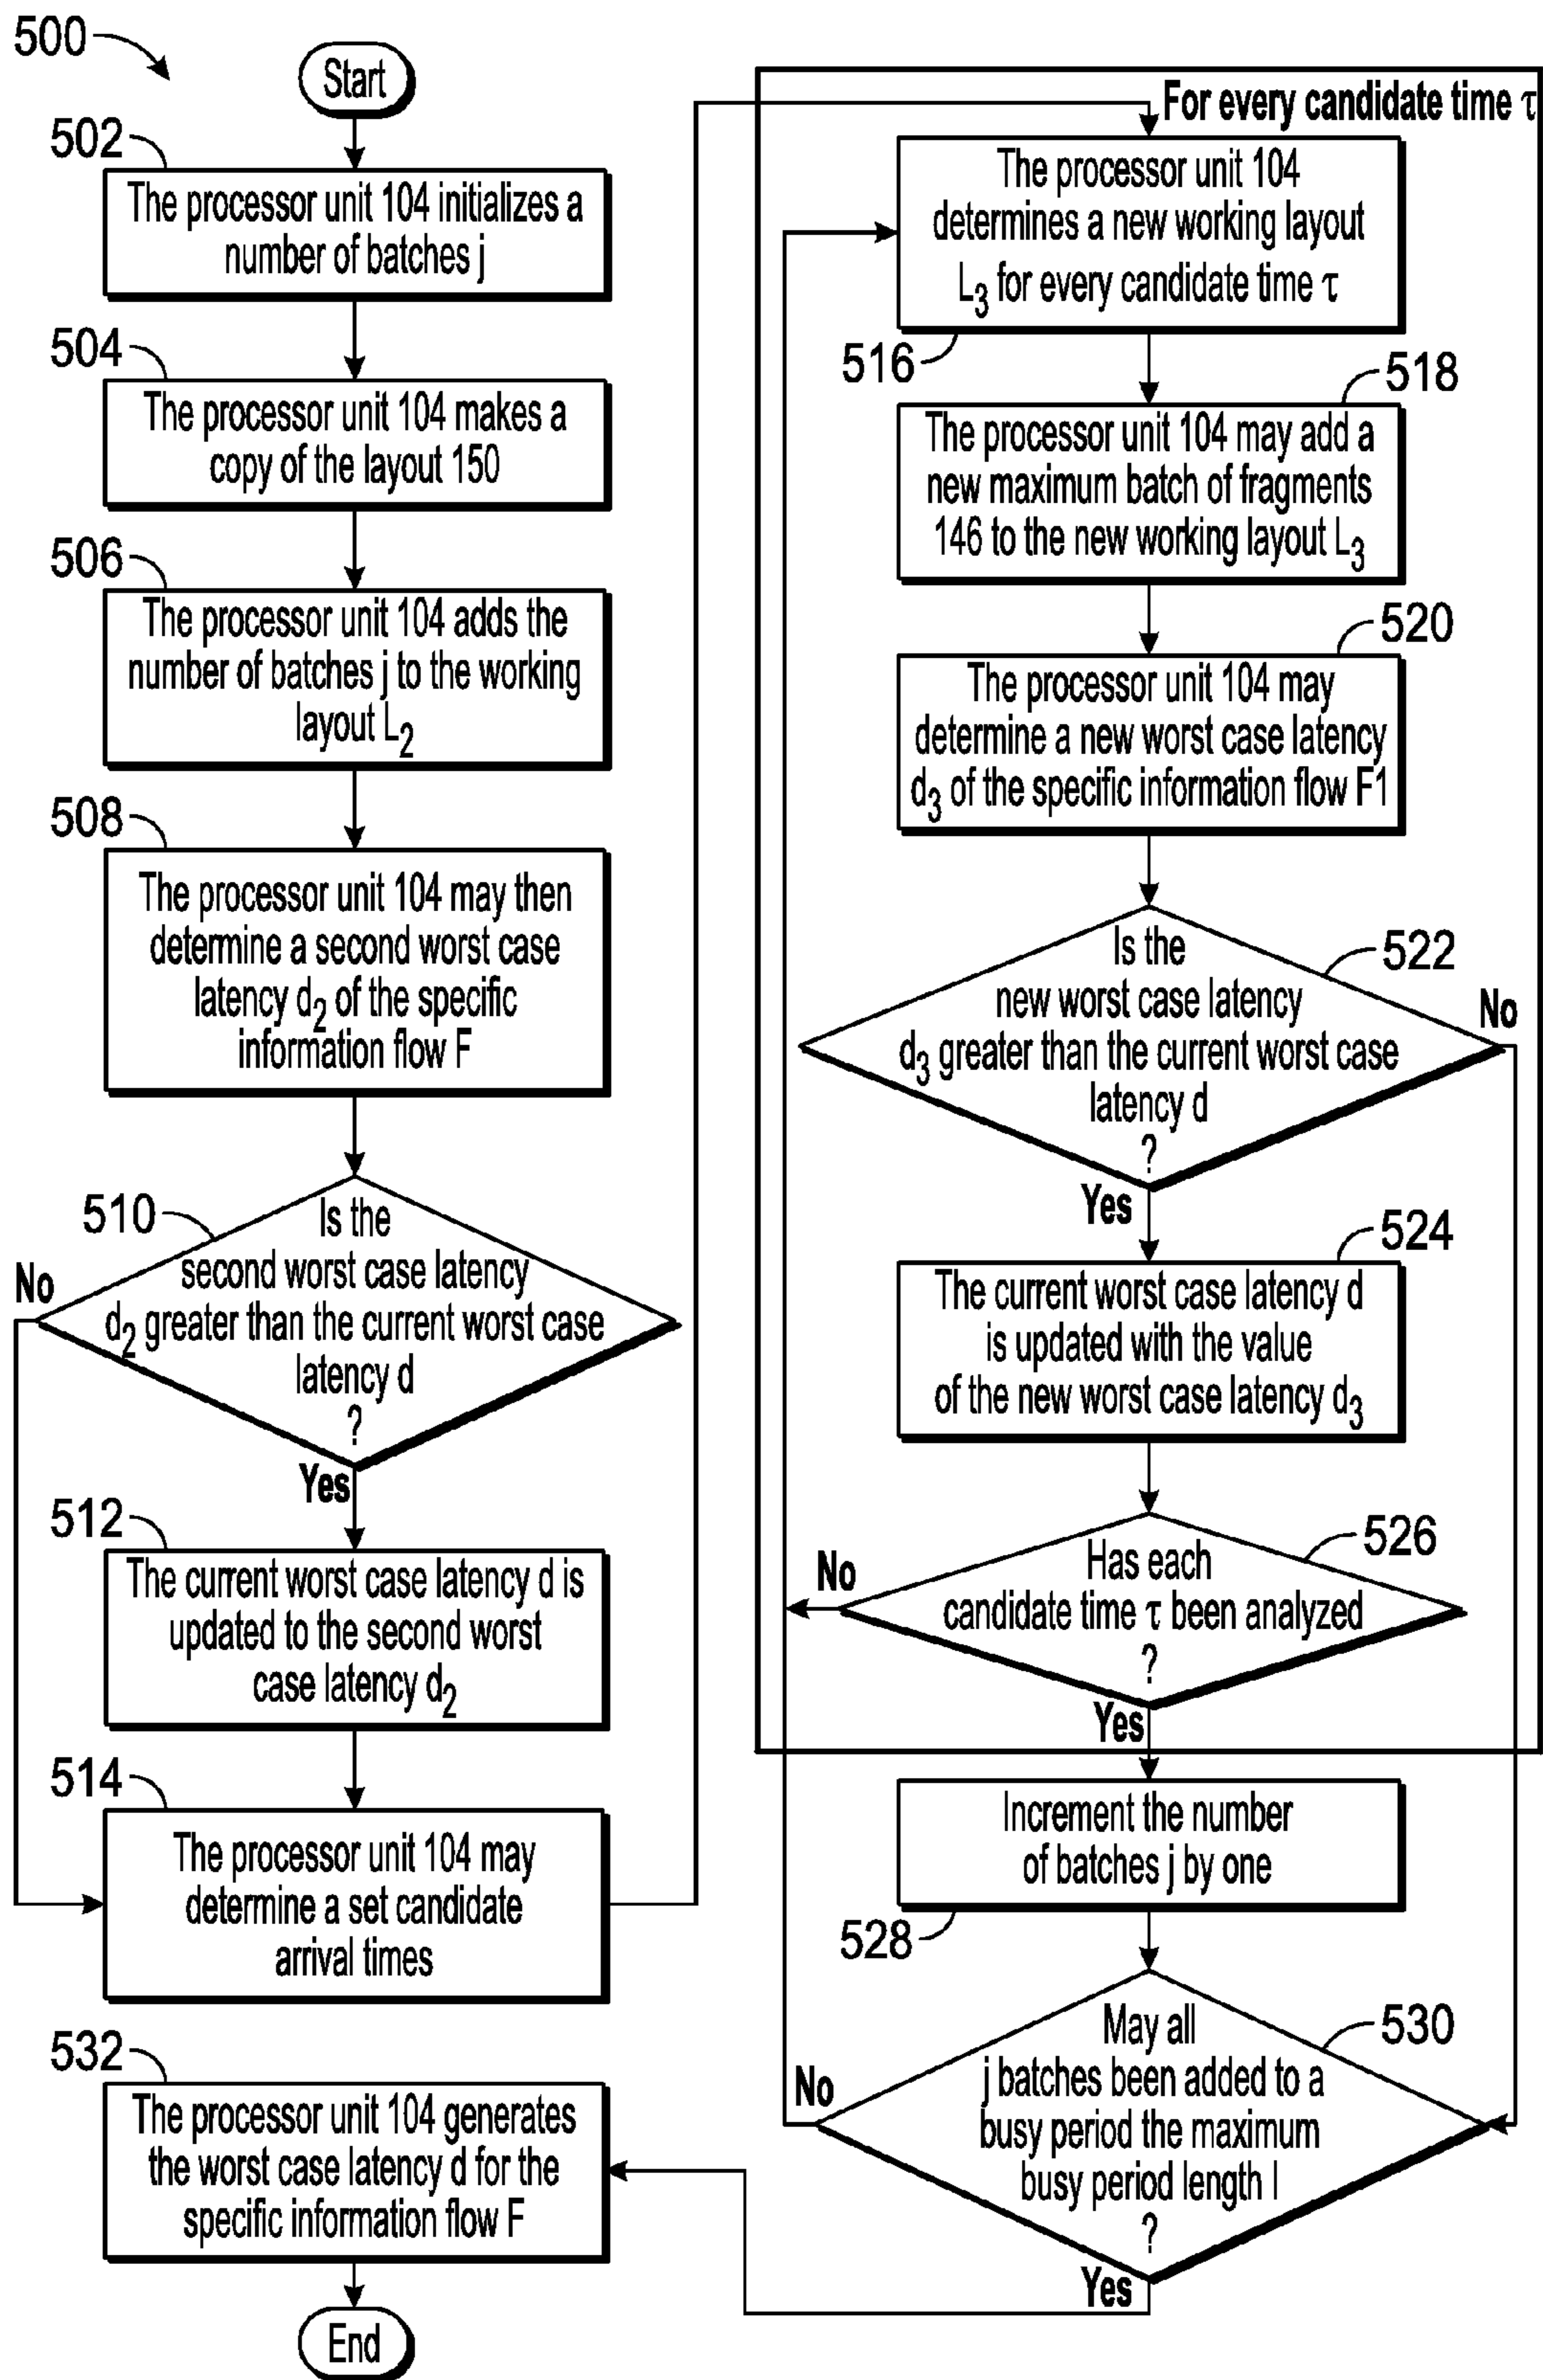 500
Start
502
The processor unit 104 initializes a
number of batches j
504
The processor unit 104 makes a
copy of the layout 150
506
The processor unit 104 adds the
number of batches j to the working
layout L2
508
The processor unit 104 may then
determine a second worst case
latency d2 of the specific
information flow F
510
Is the
second worst case latency
d2 greater than the current worst case
latency d
?
No
Yes
512
The current worst case latency d is
updated to the second worst
case latency d2
514
The processor unit 104 may
determine a set candidate
arrival times
For every candidate time τ
The processor unit 104
determines a new working layout
L3 for every candidate time τ
516
518
The processor unit 104 may add a
new maximum batch of fragments
146 to the new working layout L3
520
The processor unit 104 may
determine a new worst case latency
d3 of the specific information flow F1
522
Is the
new worst case latency
d3 greater than the current worst case
latency d
?
No
Yes
524
The current worst case latency d
is updated with the value
of the new worst case latency d3
526
Has each
candidate time τ been analyzed
?
No
Yes
Increment the number
of batches j by one
528
530
May all
j batches been added to a
busy period the maximum
busy period length l
?
No
Yes
532
The processor unit 104 generates
the worst case latency d for the
specific information flow F
End